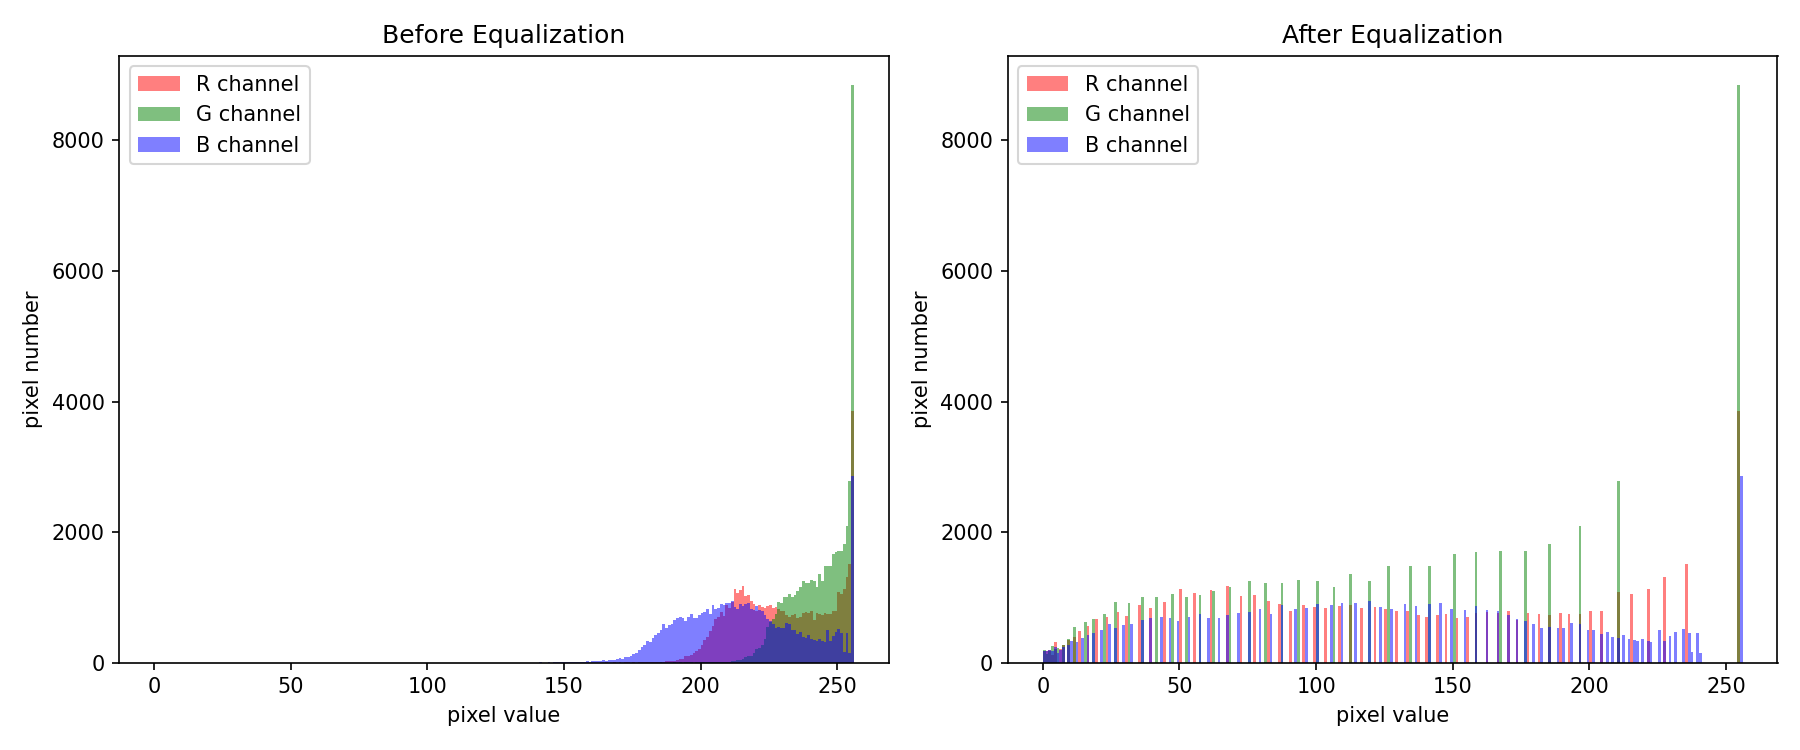 Before Equalization
R channel
G channel
B channel
8000
6000
4000
2000
0
pixel number
0 50 100 150 200 250
pixel value
After Equalization
R channel
G channel
B channel
8000
6000
4000
2000
0
pixel number
0 50 100 150 200 250
pixel value